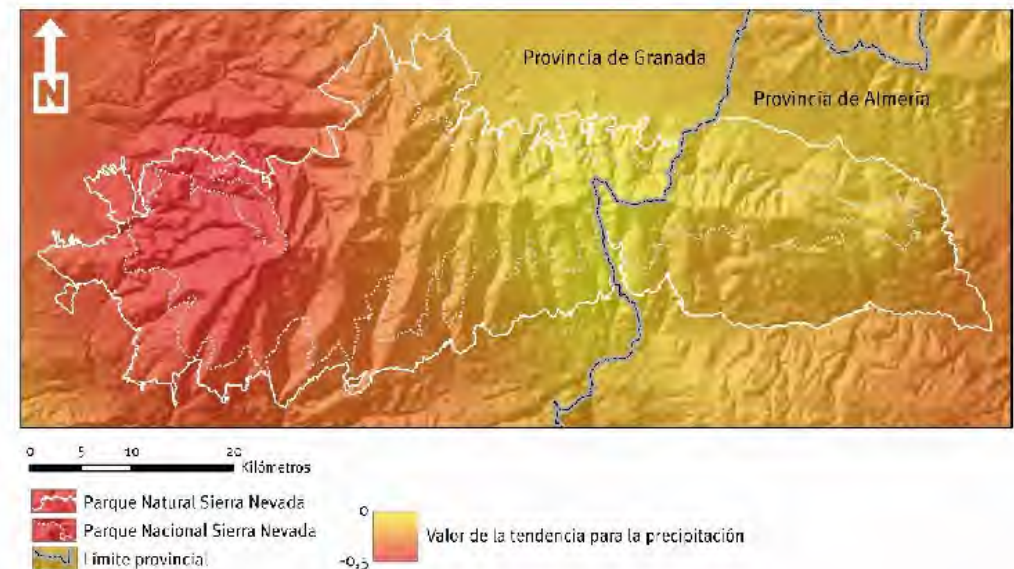 N
Provincia de Granada
Provincia de Almería
0 5 10 20
Kilómetros
Parque Natural Sierra Nevada
Parque Nacional Sierra Nevada
Límite provincial
0
-0,5
Valor de la tendencia para la precipitación